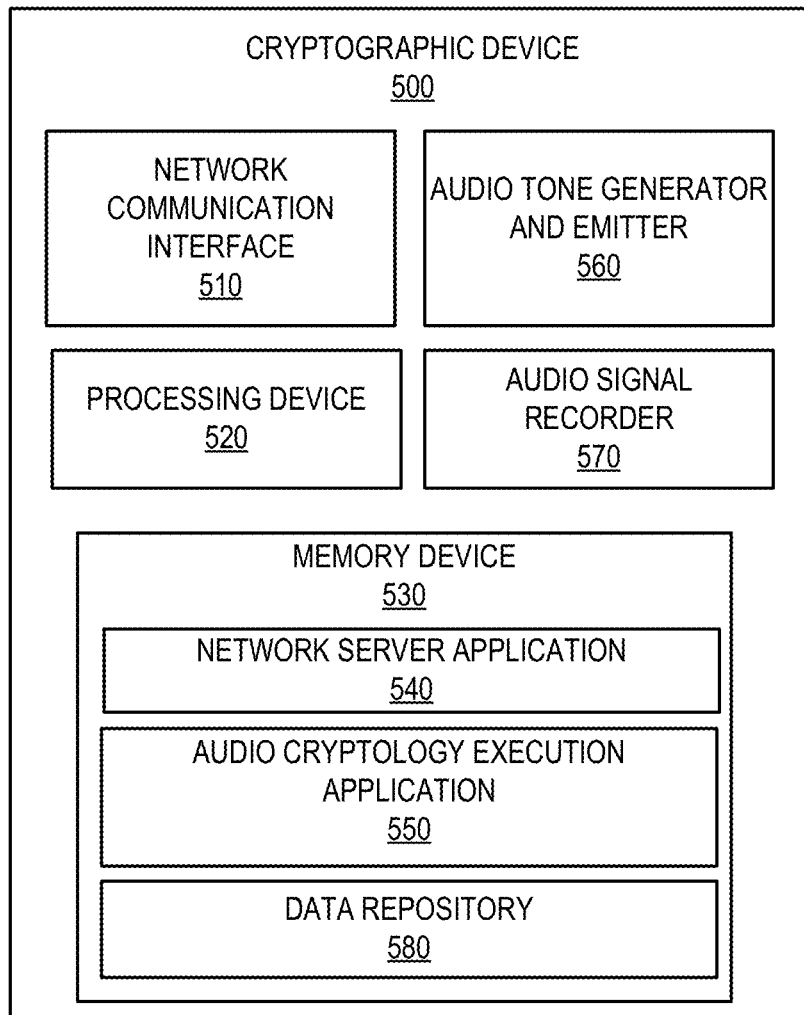 CRYPTOGRAPHIC DEVICE
500
NETWORK
COMMUNICATION
INTERFACE
510
AUDIO TONE GENERATOR
AND EMITTER
560
PROCESSING DEVICE
520
AUDIO SIGNAL
RECORDER
570
MEMORY DEVICE
530
NETWORK SERVER APPLICATION
540
AUDIO CRYPTOLOGY EXECUTION
APPLICATION
550
DATA REPOSITORY
580